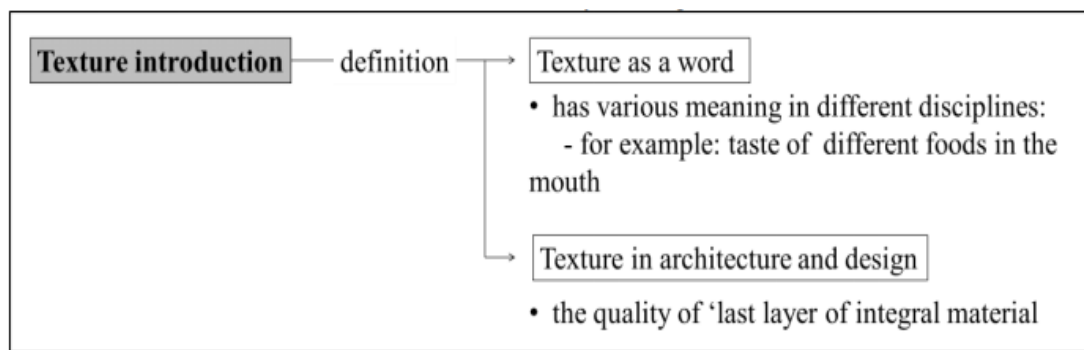 Texture introduction definition Texture as a word
• has various meaning in different disciplines:
- for example: taste of different foods in the
mouth
Texture in architecture and design
• the quality of ‘last layer of integral material